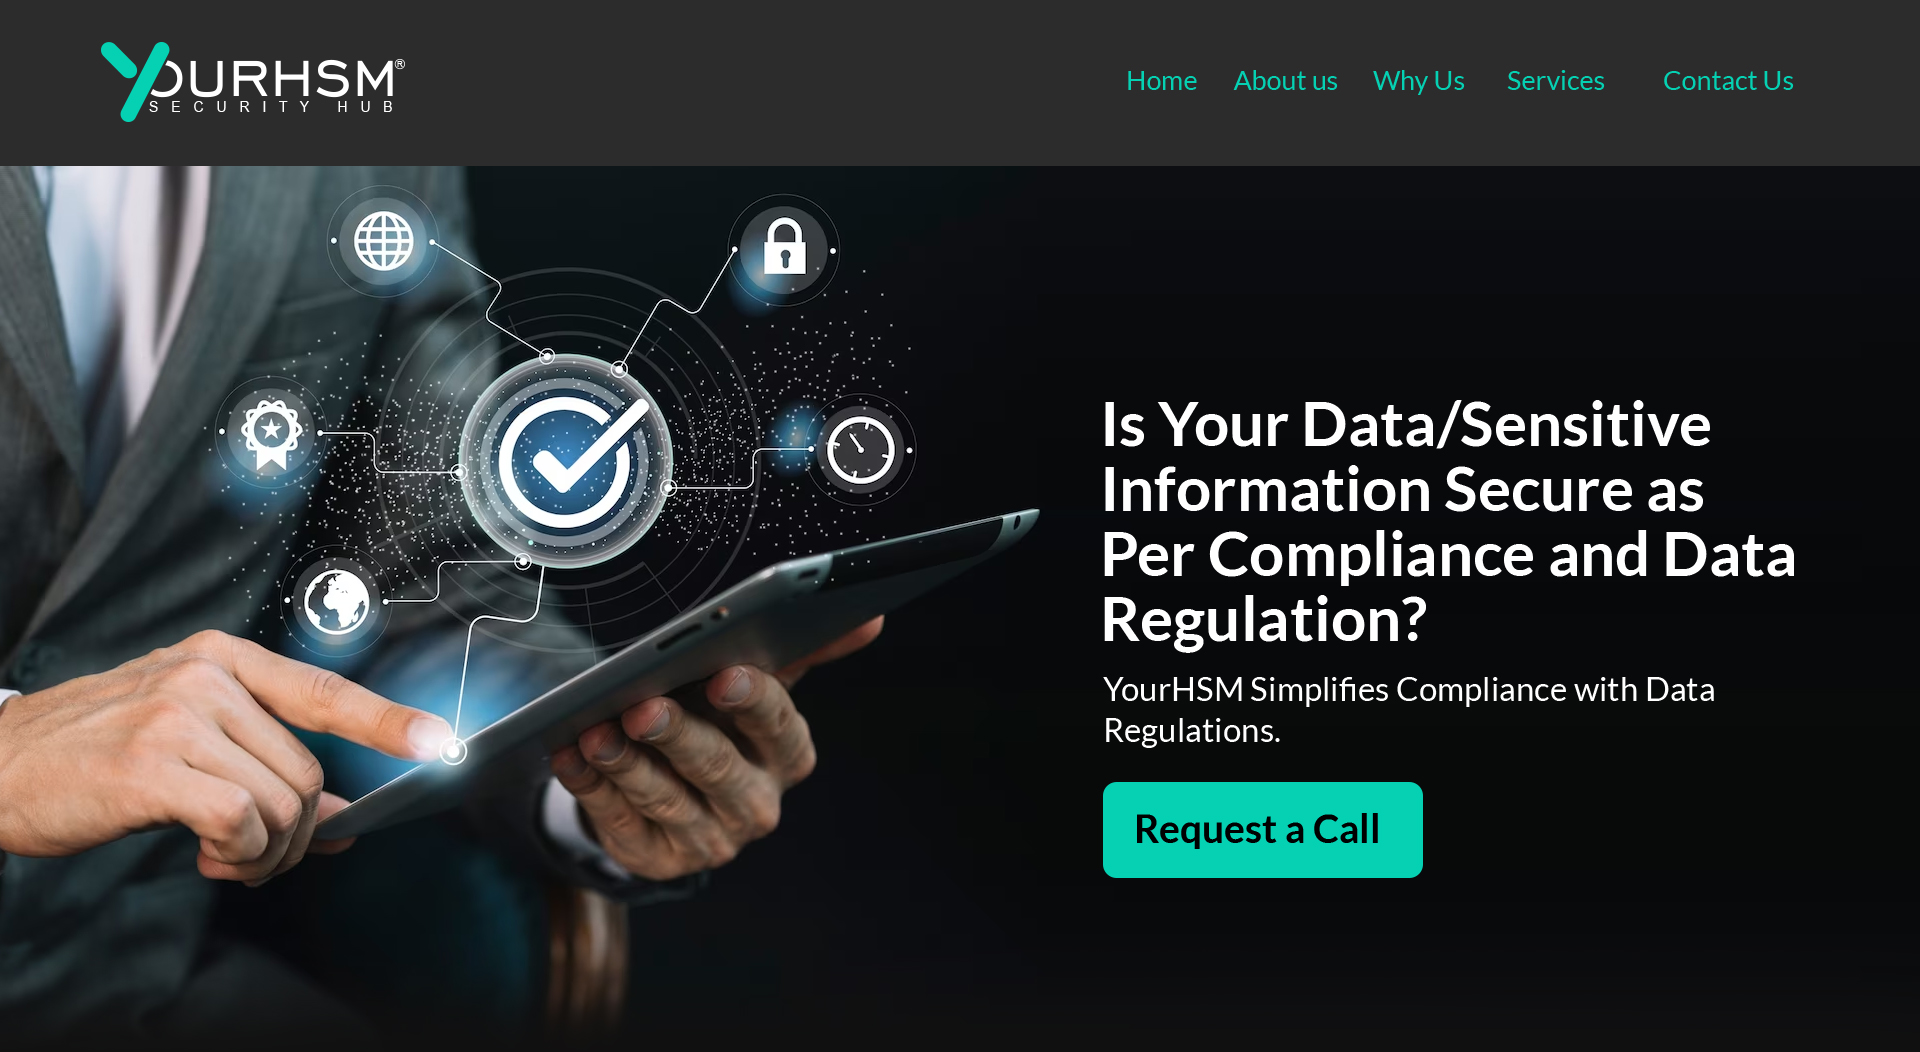 YOURHSM®
SECURITY HUB
Home About us Why Us Services Contact Us
Is Your Data/Sensitive
Information Secure as
Per Compliance and Data
Regulation?
YourHSM Simplifies Compliance with Data
Regulations.
Request a Call